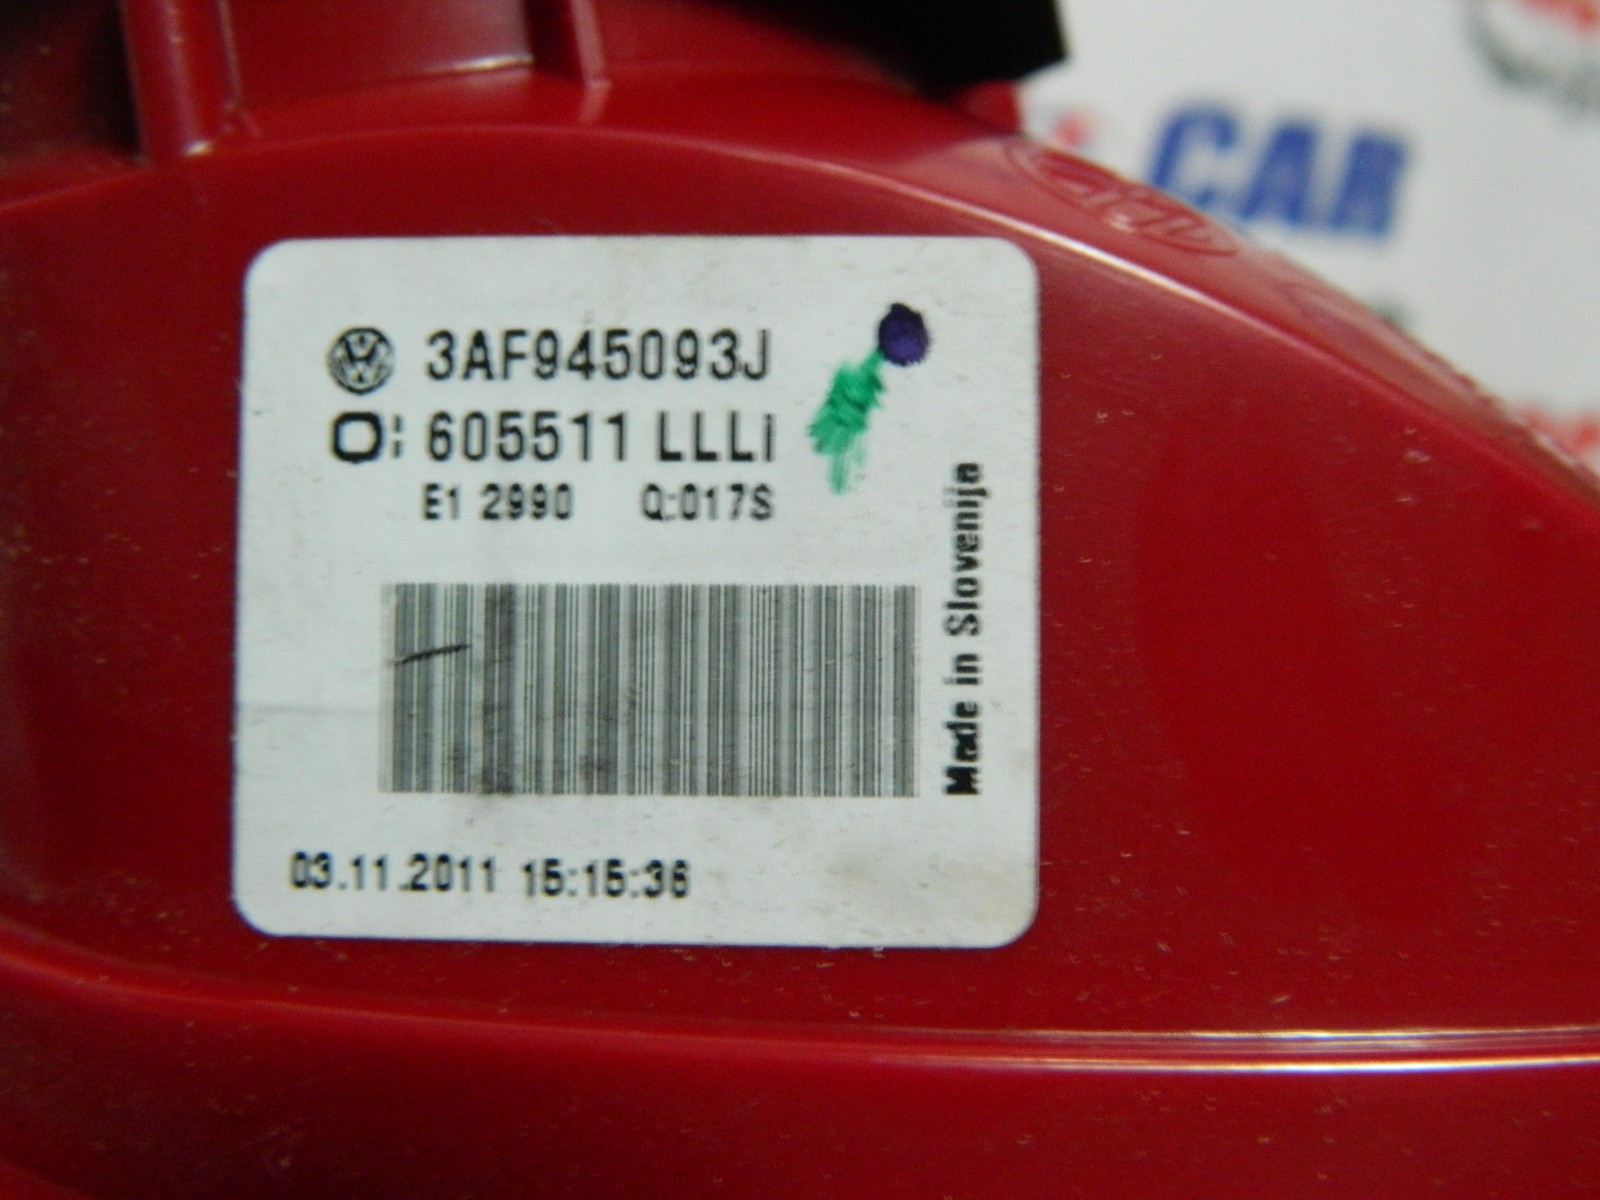 3AF945093J
605511 LLLi
E1 2990 Q:017S
Made in Slovenija
03.11.2011 15:15:36
CAR